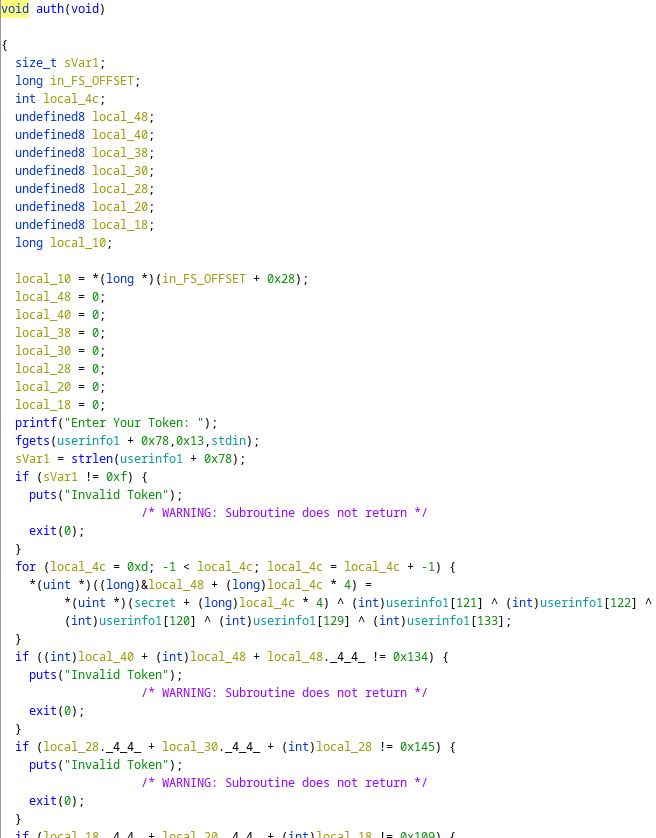 void auth(void)
{
size_t sVar1;
long in_FS_OFFSET;
int local_4c;
undefined8 local_48;
undefined8 local_40;
undefined8 local_38;
undefined8 local_30;
undefined8 local_28;
undefined8 local_20;
undefined8 local_18;
long local_10;
local_10 = *(long *)(in_FS_OFFSET + 0x28);
local_48 = 0;
local_40 = 0;
local_38 = 0;
local_30 = 0;
local_28 = 0;
local_20 = 0;
local_18 = 0;
printf("Enter Your Token: ");
fgets(userinfo1 + 0x78,0x13,stdin);
sVar1 = strlen(userinfo1 + 0x78);
if (sVar1 != 0xf) {
puts("Invalid Token");
/* WARNING: Subroutine does not return */
exit(0);
}
for (local_4c = 0xd; -1 < local_4c; local_4c = local_4c + -1) {
*(uint *)((long)&local_48 + (long)local_4c * 4) =
*(uint *)(secret + (long)local_4c * 4) ^ (int)userinfo1[121] ^ (int)userinfo1[122] ^
(int)userinfo1[120] ^ (int)userinfo1[129] ^ (int)userinfo1[133];
}
if ((int)local_40 + (int)local_48 + local_48._4_4_ != 0x134) {
puts("Invalid Token");
/* WARNING: Subroutine does not return */
exit(0);
}
if (local_28._4_4_ + local_30._4_4_ + (int)local_28 != 0x145) {
puts("Invalid Token");
/* WARNING: Subroutine does not return */
exit(0);
}
if (local_18._4_4_ + local_20._4_4_ + (int)local_18 != 0x109) {